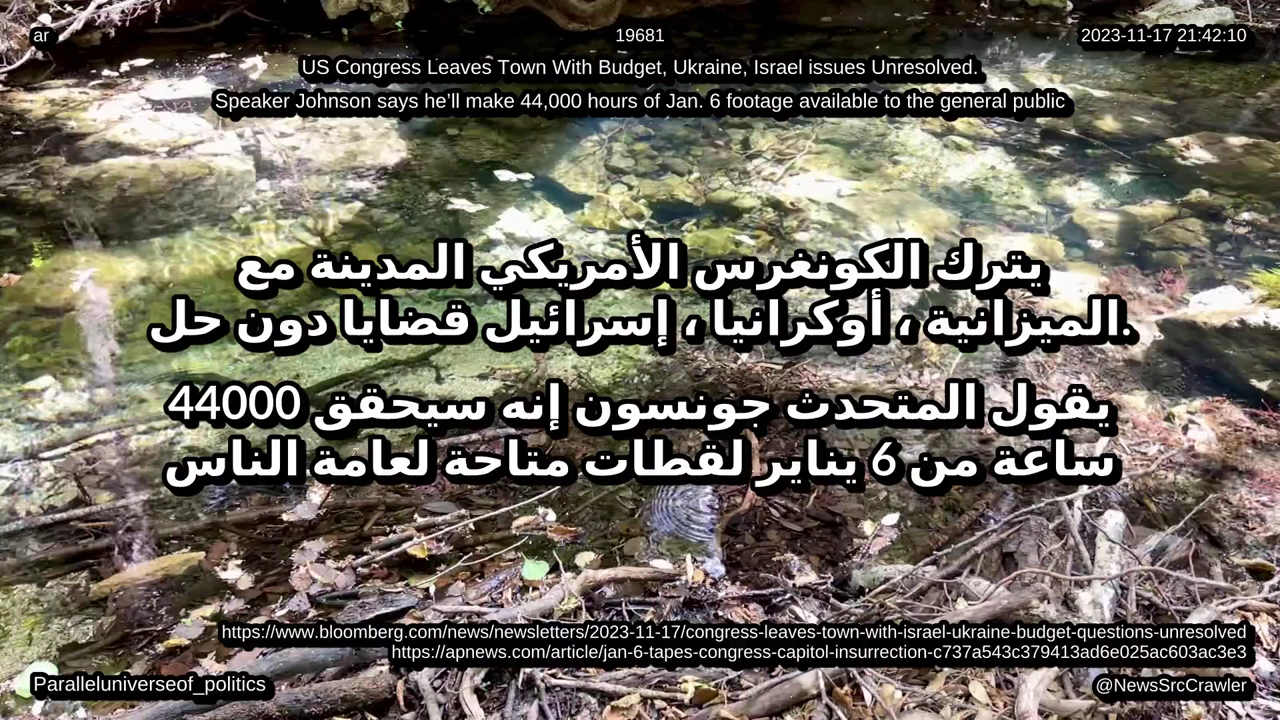 ar
19681
2023-11-17 21:42:10
US Congress Leaves Town With Budget, Ukraine, Israel issues Unresolved.
Speaker Johnson says he'll make 44,000 hours of Jan. 6 footage available to the general public
يترك الكونغرس الأمريكي المدينة مع
الميزانية ، أوكرانيا ، إسرائيل قضايا دون حل.
يقول المتحدث جونسون إنه سيحقق 44000
ساعة من 6 يناير لقطات متاحة لعامة الناس
https://www.bloomberg.com/news/newsletters/2023-11-17/congress-leaves-town-with-israel-ukraine-budget-questions-unresolved
https://apnews.com/article/jan-6-tapes-congress-capitol-insurrection-c737a543c379413ad6e025ac603ac3e3
Paralleluniverseof_politics
@NewsSrcCrawler